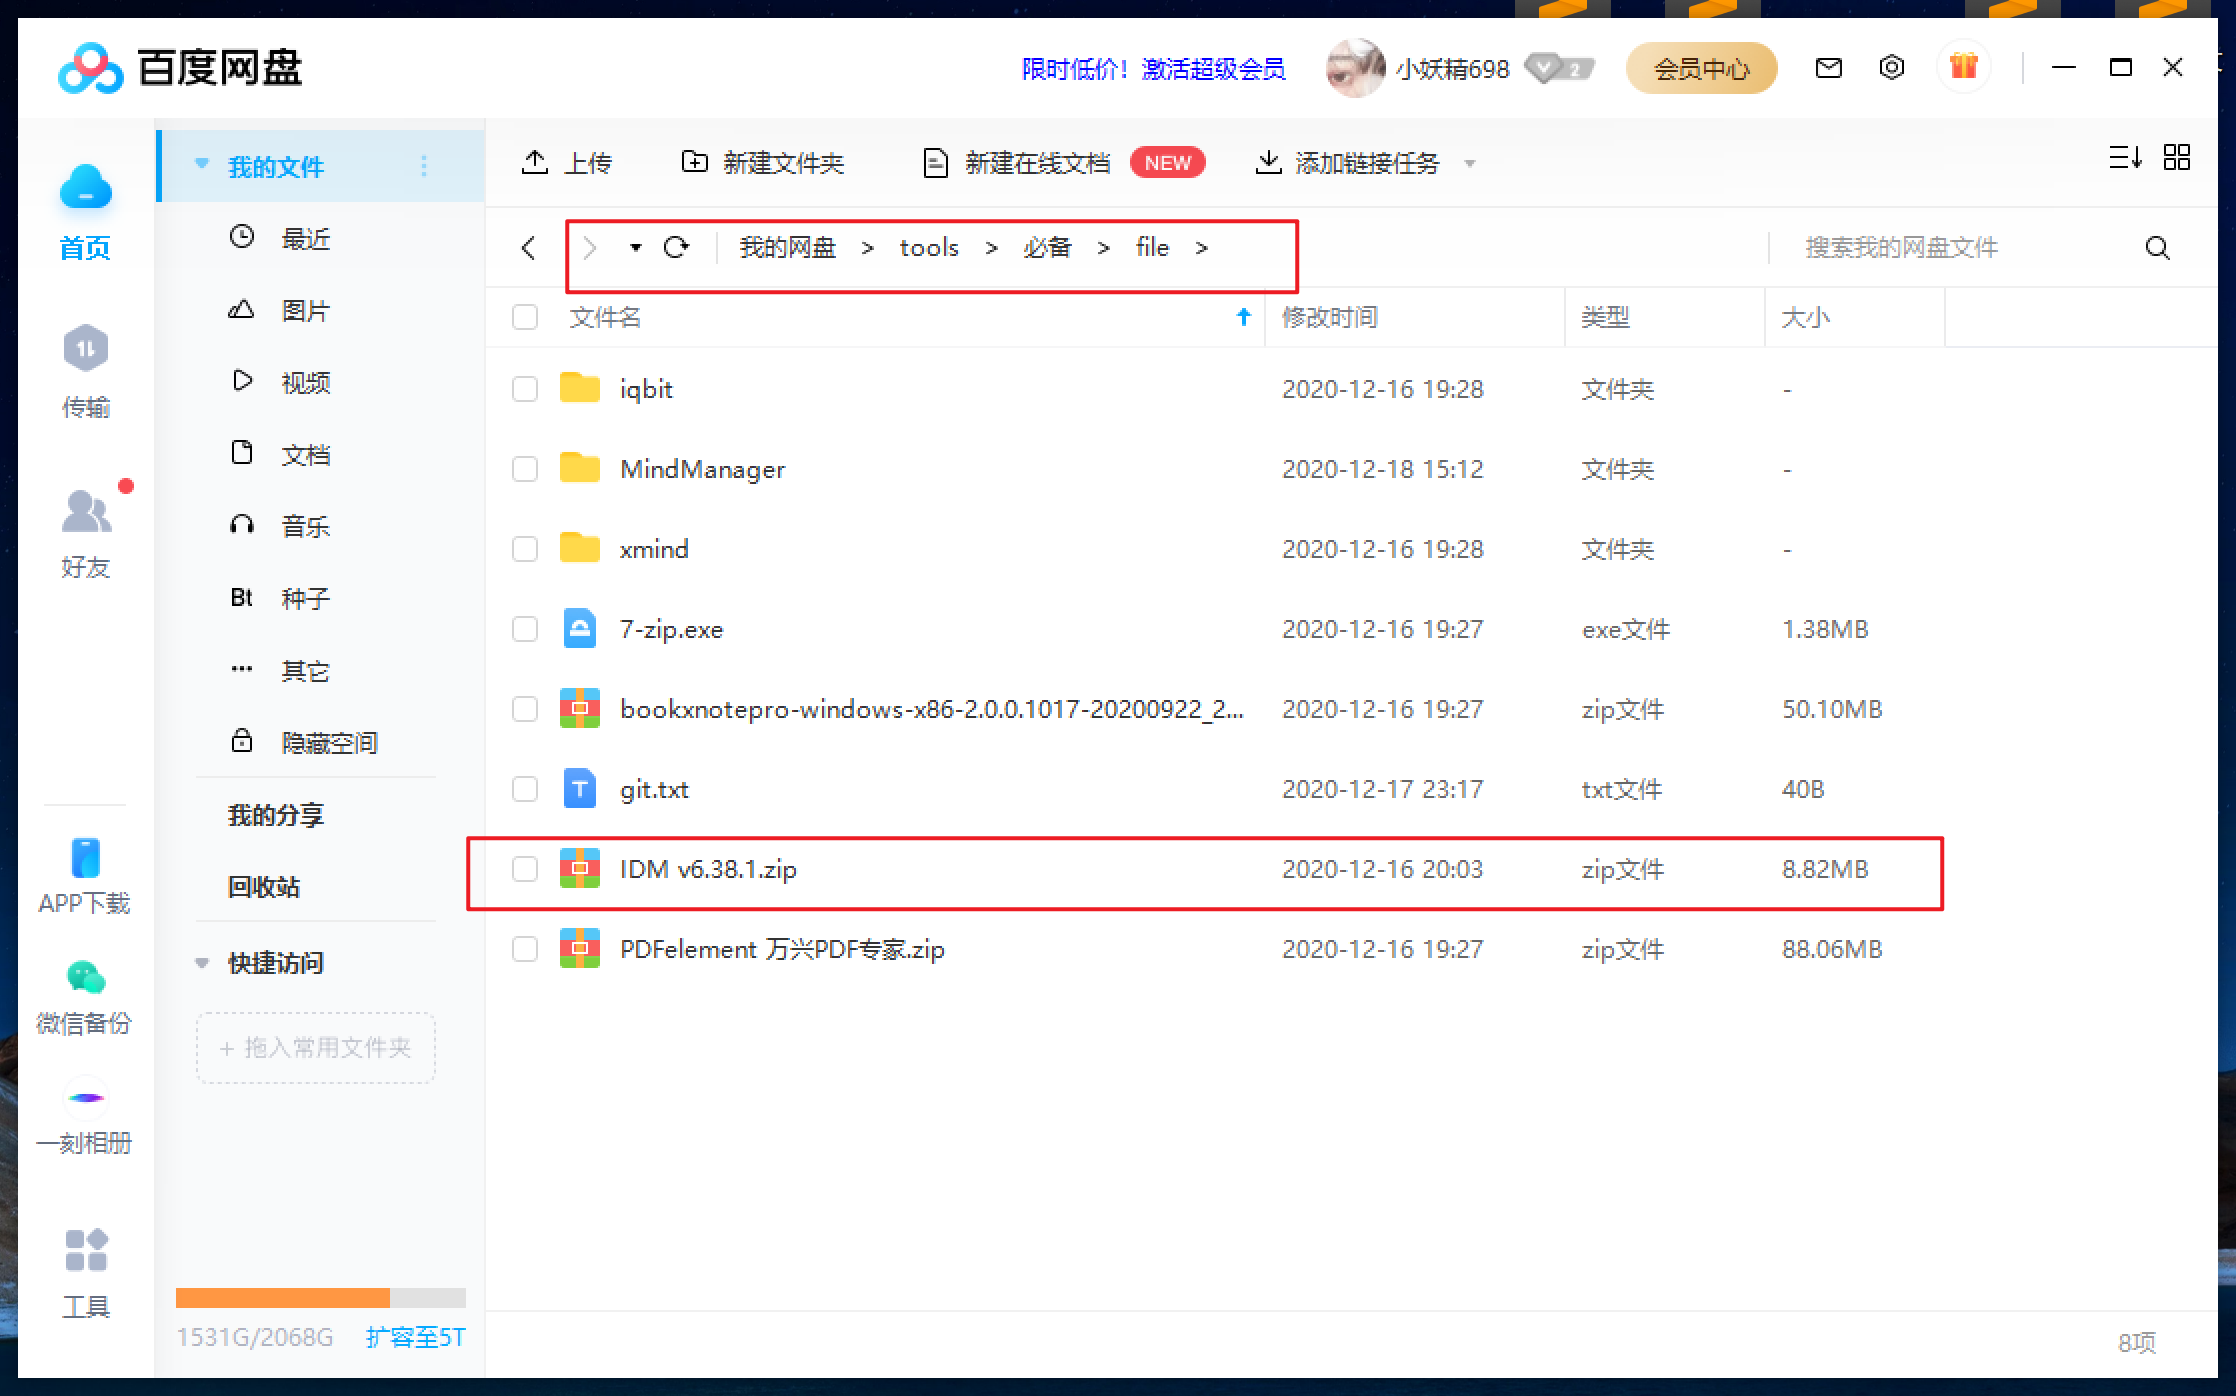 百度网盘
限时低价！激活超级会员
小妖精698
2
会员中心
首页
传输
好友
APP下载
微信备份
一刻相册
工具
我的文件
最近
图片
视频
文档
音乐
Bt 种子
其它
隐藏空间
我的分享
回收站
快捷访问
+ 拖入常用文件夹
1531G/2068G 扩容至5T
上传 新建文件夹 新建在线文档 NEW 添加链接任务
我的网盘 > tools > 必备 > file >
搜索我的网盘文件
文件名 修改时间 类型 大小
iqbit 2020-12-16 19:28 文件夹 -
MindManager 2020-12-18 15:12 文件夹 -
xmind 2020-12-16 19:28 文件夹 -
7-zip.exe 2020-12-16 19:27 exe文件 1.38MB
bookxnotepro-windows-x86-2.0.0.1017-20200922_2... 2020-12-16 19:27 zip文件 50.10MB
git.txt 2020-12-17 23:17 txt文件 40B
IDM v6.38.1.zip 2020-12-16 20:03 zip文件 8.82MB
PDFelement 万兴PDF专家.zip 2020-12-16 19:27 zip文件 88.06MB
8项